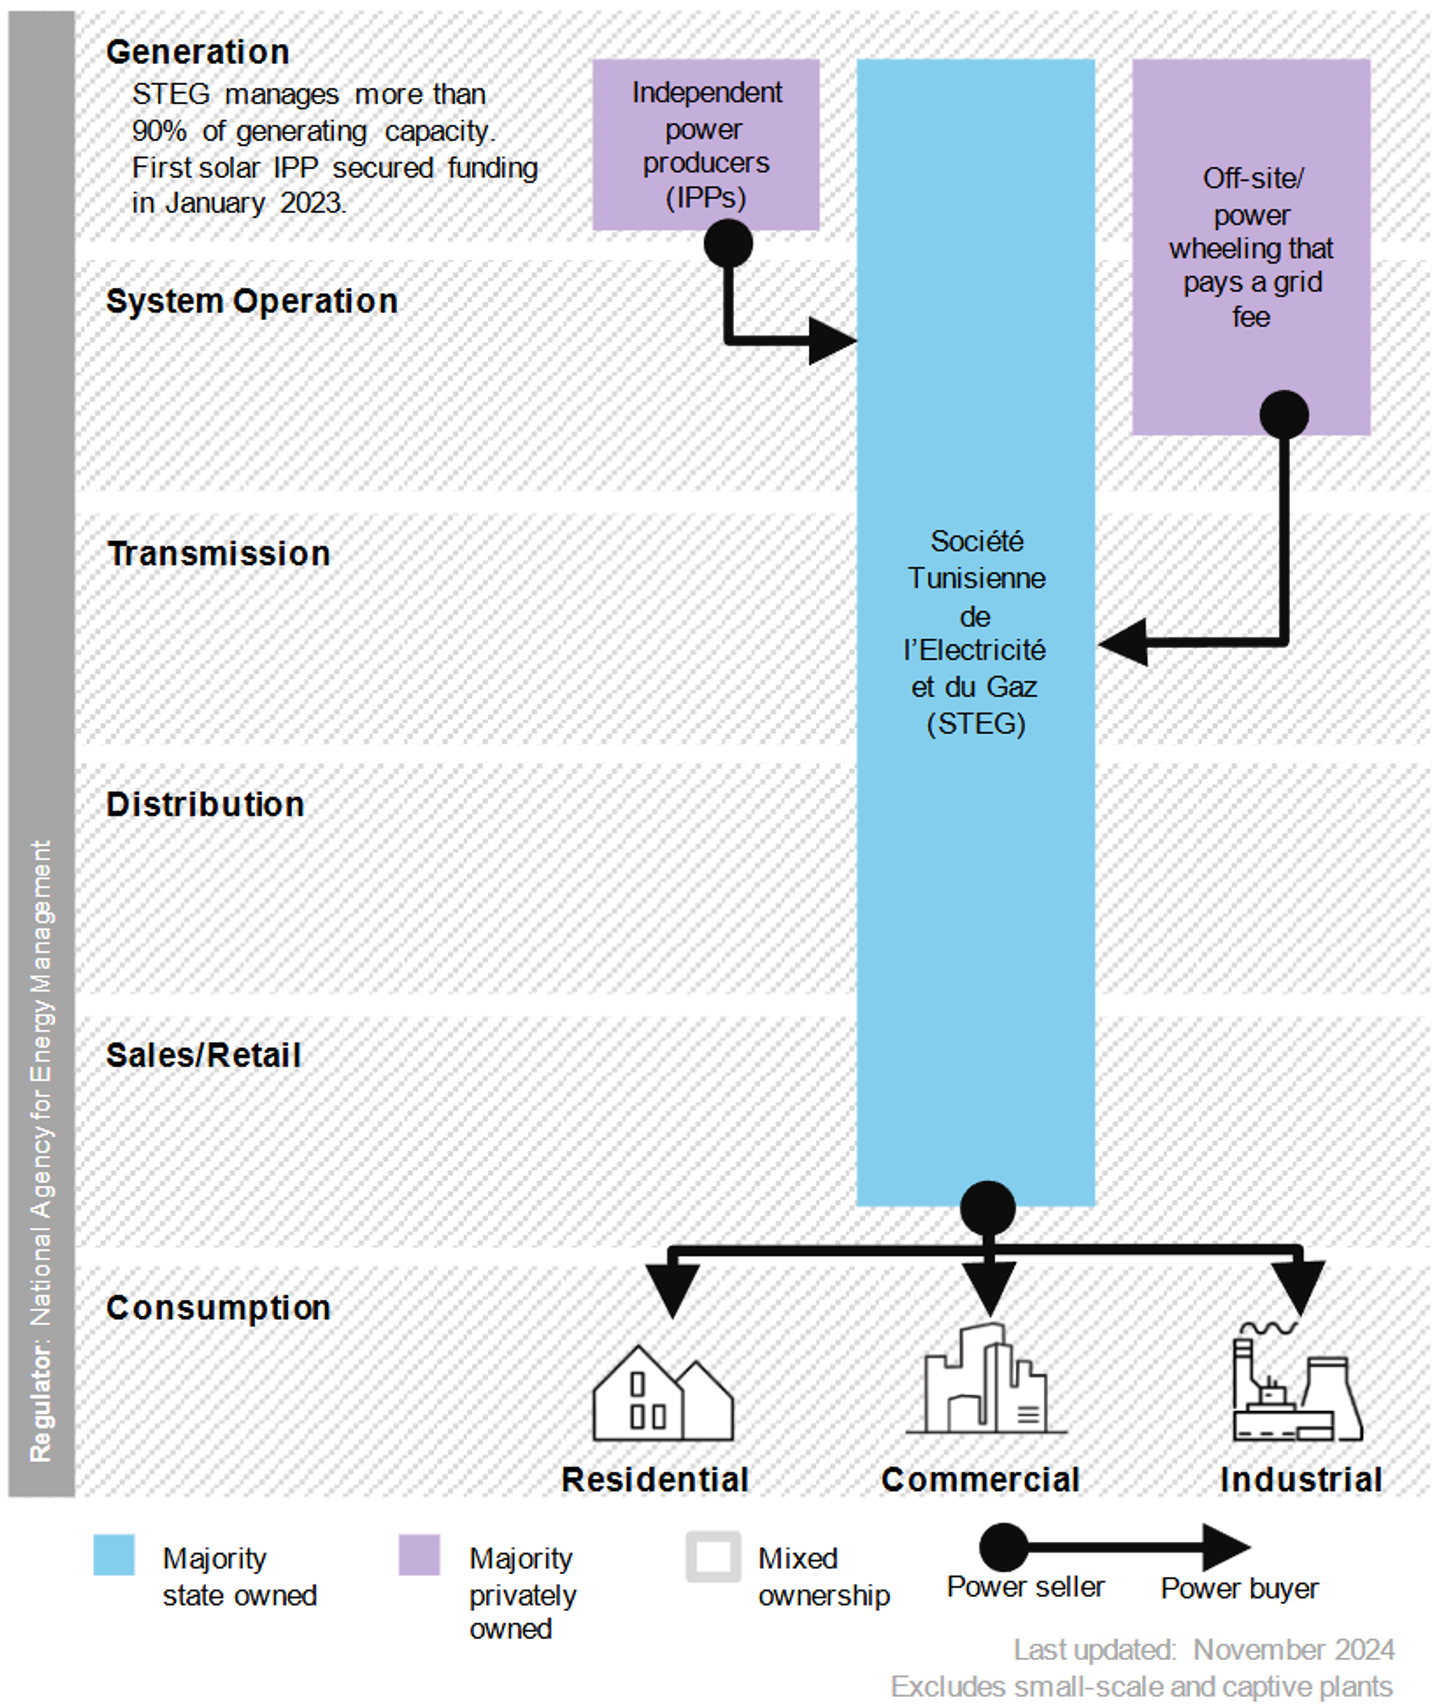 Generation
STEG manages more than
90% of generating capacity.
First solar IPP secured funding
in January 2023.
Independent
power
producers
(IPPs)
Off-site/
power
wheeling that
pays a grid
fee
System Operation
Transmission
Société
Tunisienne
de
l’Electricité
et du Gaz
(STEG)
Distribution
Sales/Retail
Consumption
Regulator: National Agency for Energy Management
Residential
Commercial
Industrial
Majority
state owned
Majority
privately
owned
Mixed
ownership
Power seller
Power buyer
Last updated: November 2024
Excludes small-scale and captive plants